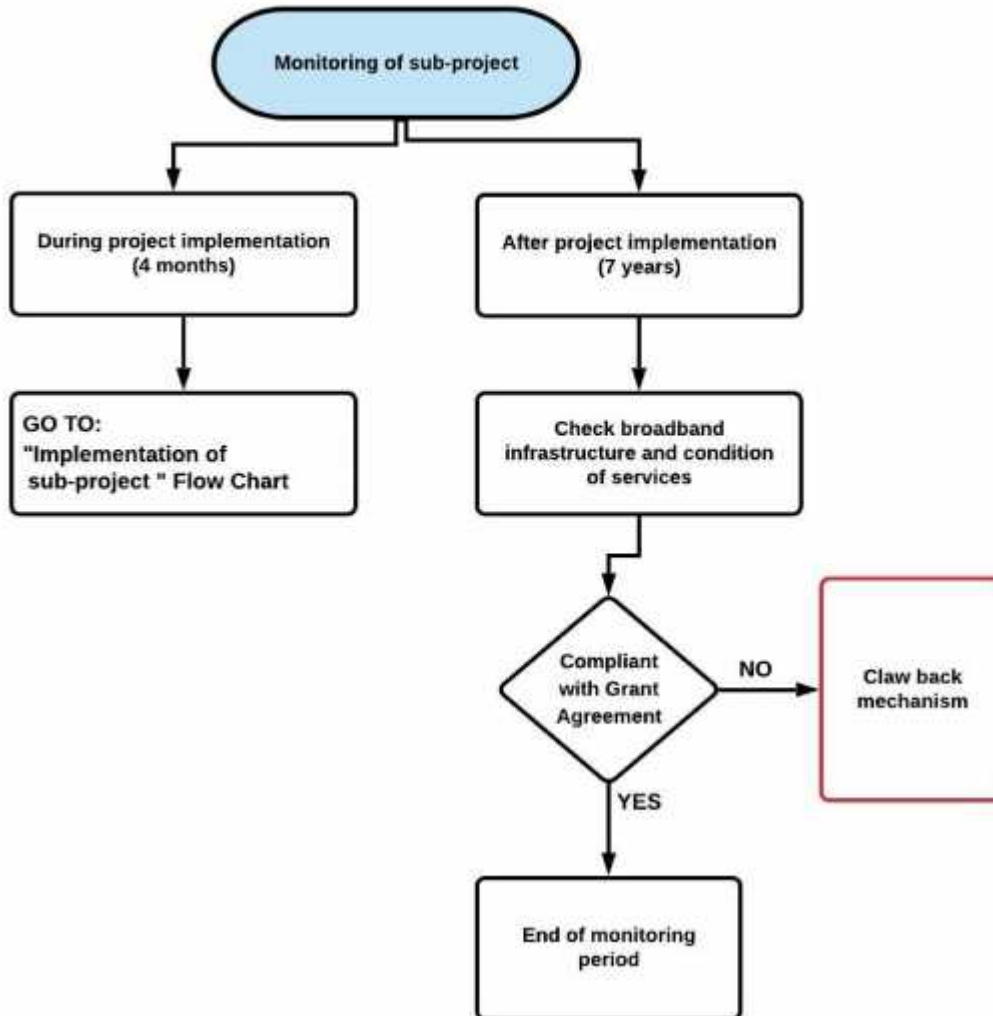 Monitoring of sub-project
During project implementation
(4 months)
After project implementation
(7 years)
GO TO:
"Implementation of
sub-project " Flow Chart
Check broadband
infrastructure and condition
of services
Compliant
with Grant
Agreement
NO
Claw back
mechanism
YES
End of monitoring
period